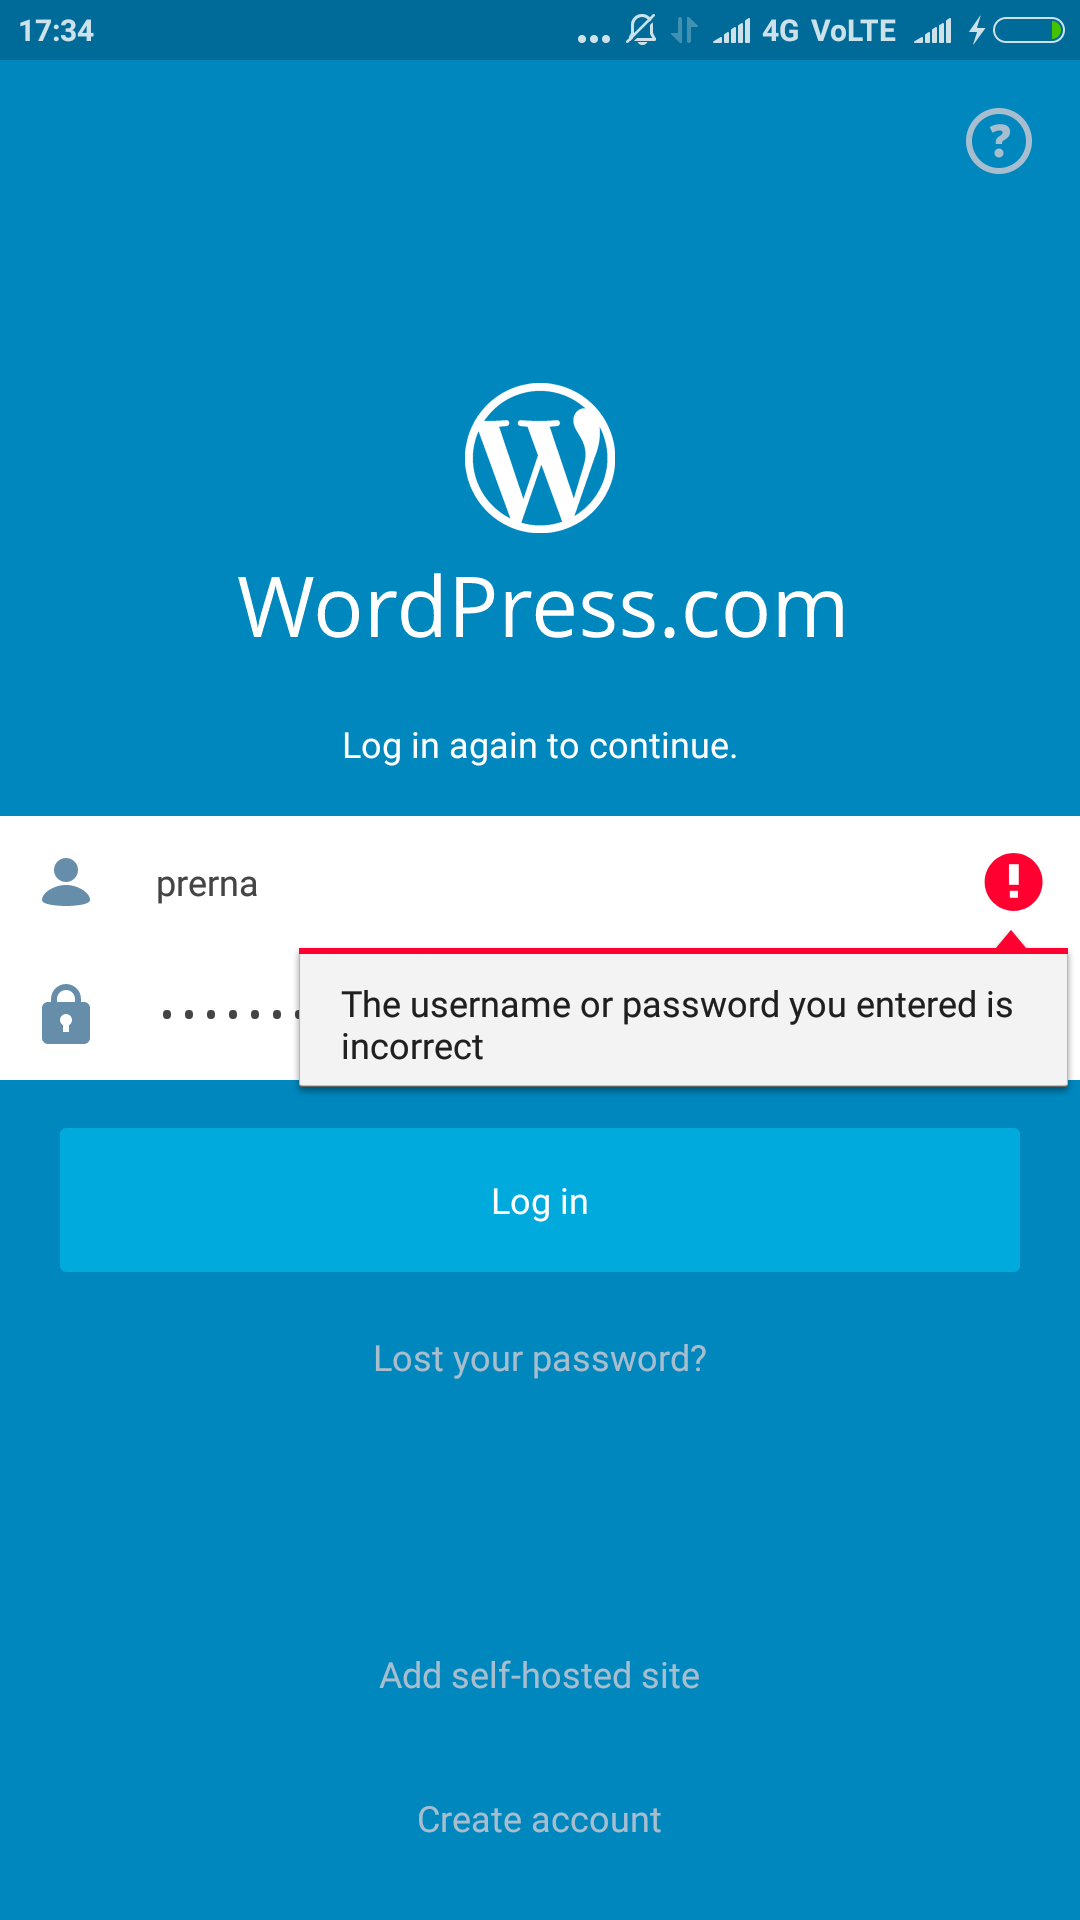 17:34
4G VoLTE
WordPress.com
Log in again to continue.
prerna
The username or password you entered is
incorrect
Log in
Lost your password?
Add self-hosted site
Create account